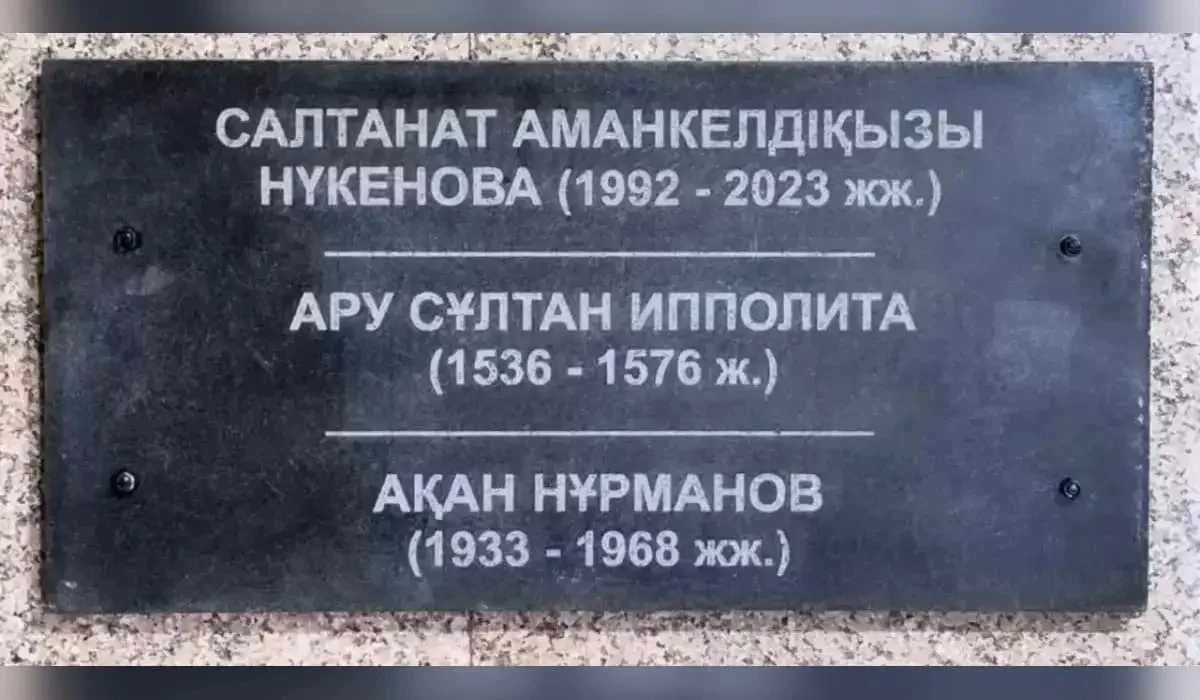 САЛТАНАТ АМАНКЕЛДІҚЫЗЫ
НҮКЕНОВА (1992 - 2023 жж.)
АРУ СҰЛТАН ИППОЛИТА
(1536 - 1576 ж.)
АҚАН НҰРМАНОВ
(1933 - 1968 жж.)